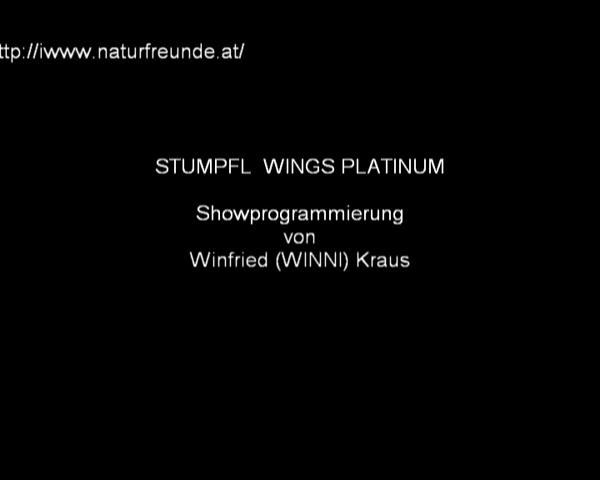 ttp://iwww.naturfreunde.at/
STUMPFL WINGS PLATINUM
Showprogrammierung
von
Winfried (WINNI) Kraus